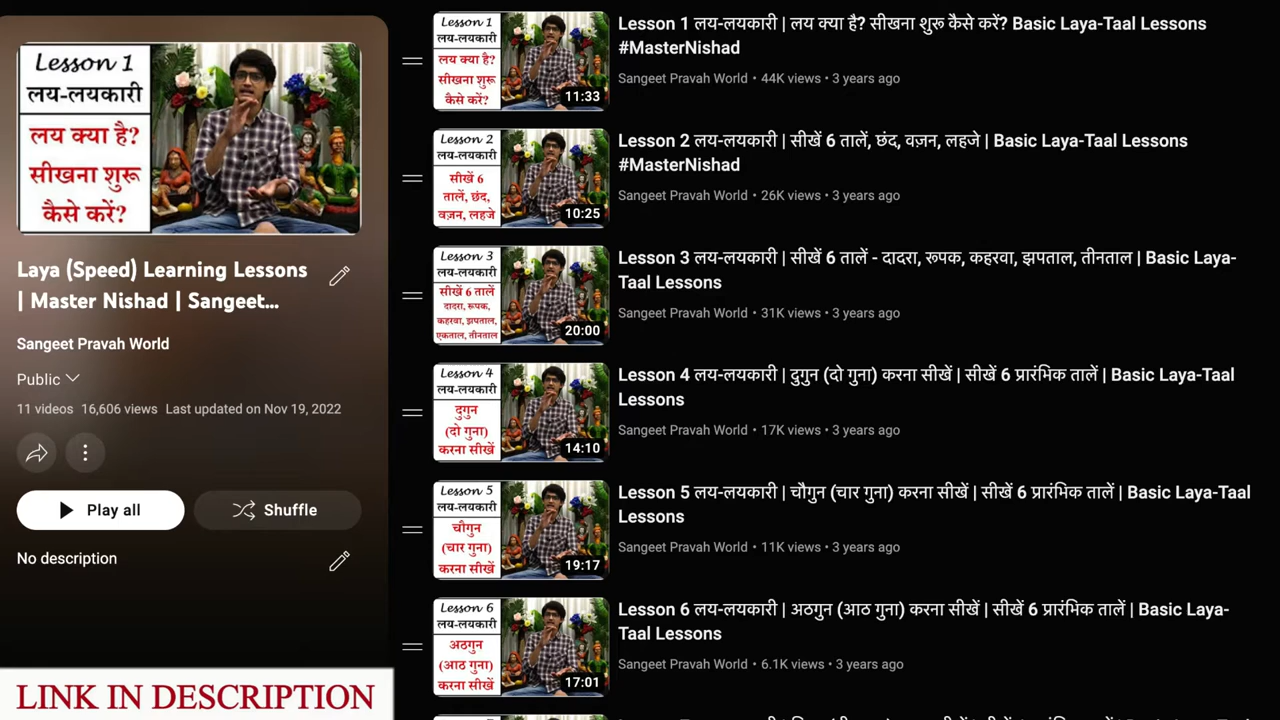 Lesson 1
लय-लयकारी
लय क्या है?
सीखना शुरू
कैसे करें?
Laya (Speed) Learning Lessons
| Master Nishad | Sangeet...
Sangeet Pravah World
Public
11 videos 16,606 views Last updated on Nov 19, 2022
Play all
Shuffle
No description
LINK IN DESCRIPTION
Lesson 1
लय-लयकारी
लय क्या है?
सीखना शुरू
कैसे करें?
11:33
Lesson 1 लय-लयकारी | लय क्या है? सीखना शुरू कैसे करें? Basic Laya-Taal Lessons
#MasterNishad
Sangeet Pravah World • 44K views • 3 years ago
Lesson 2
लय-लयकारी
सीखें 6
तालें, छंद,
वज़न, लहजे
10:25
Lesson 2 लय-लयकारी | सीखें 6 तालें, छंद, वज़न, लहजे | Basic Laya-Taal Lessons
#MasterNishad
Sangeet Pravah World • 26K views • 3 years ago
Lesson 3
लय-लयकारी
सीखें 6 तालें
दादरा, रूपक,
कहरवा, झपताल,
एकताल, तीनताल
20:00
Lesson 3 लय-लयकारी | सीखें 6 तालें - दादरा, रूपक, कहरवा, झपताल, तीनताल | Basic Laya-
Taal Lessons
Sangeet Pravah World • 31K views • 3 years ago
Lesson 4
लय-लयकारी
दुगुन
(दो गुना)
करना सीखें
14:10
Lesson 4 लय-लयकारी | दुगुन (दो गुना) करना सीखें | सीखें 6 प्रारंभिक तालें | Basic Laya-Taal
Lessons
Sangeet Pravah World • 17K views • 3 years ago
Lesson 5
लय-लयकारी
चौगुन
(चार गुना)
करना सीखें
19:17
Lesson 5 लय-लयकारी | चौगुन (चार गुना) करना सीखें | सीखें 6 प्रारंभिक तालें | Basic Laya-Taal
Lessons
Sangeet Pravah World • 11K views • 3 years ago
Lesson 6
लय-लयकारी
अठगुन
(आठ गुना)
करना सीखें
17:01
Lesson 6 लय-लयकारी | अठगुन (आठ गुना) करना सीखें | सीखें 6 प्रारंभिक तालें | Basic Laya-
Taal Lessons
Sangeet Pravah World • 6.1K views • 3 years ago